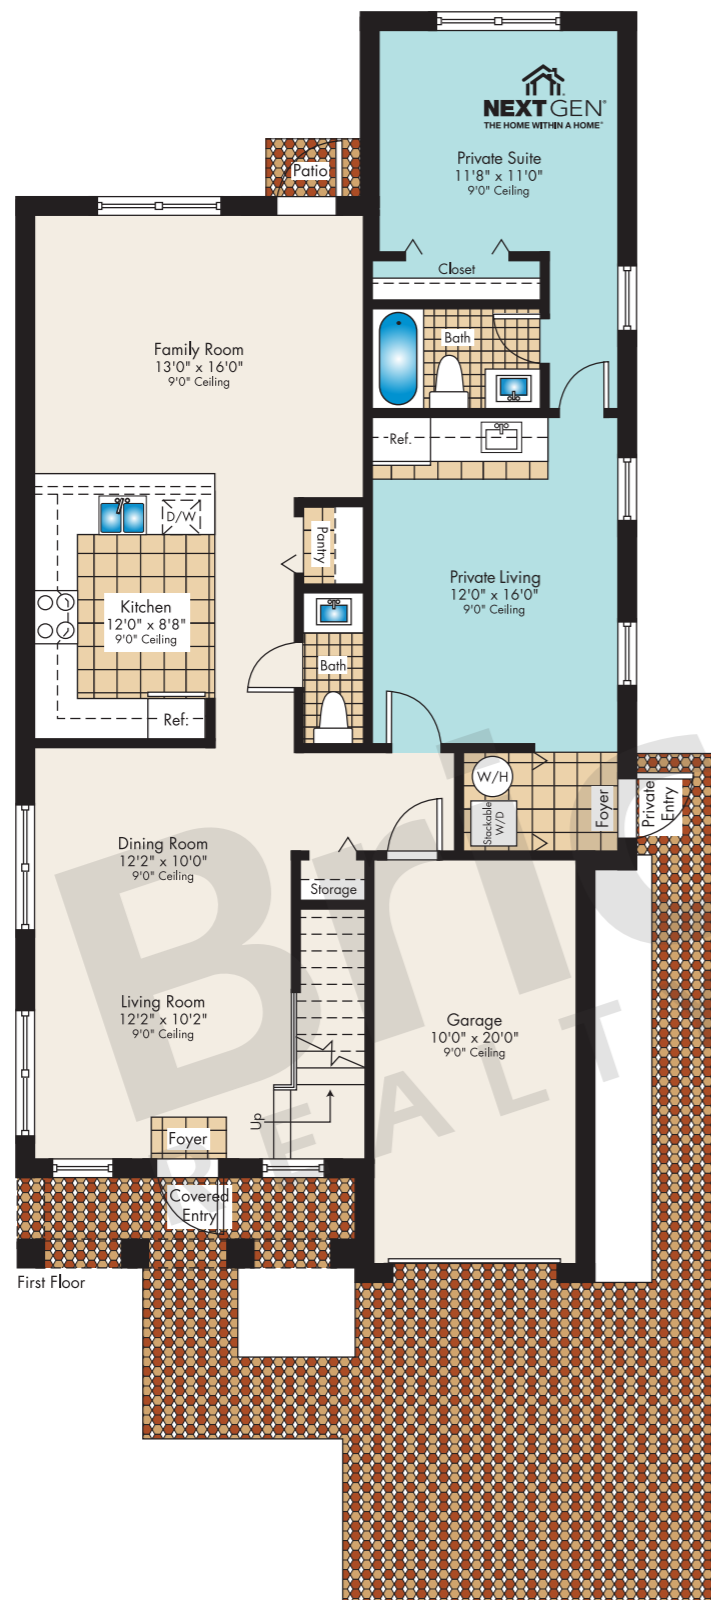 NEXT GEN®
THE HOME WITHIN A HOME®
Private Suite
11'8" x 11'0"
9'0" Ceiling
Patio
Closet
Bath
Family Room
13'0" x 16'0"
9'0" Ceiling
Ref.
D/W
Pantry
Private Living
12'0" x 16'0"
9'0" Ceiling
Kitchen
12'0" x 8'8"
9'0" Ceiling
Bath
Ref.
W/H
Stackable
W/D
Foyer
Private
Entry
Dining Room
12'2" x 10'0"
9'0" Ceiling
Storage
Living Room
12'2" x 10'2"
9'0" Ceiling
Garage
10'0" x 20'0"
9'0" Ceiling
Up
Foyer
Covered
Entry
First Floor
Bric
REALT